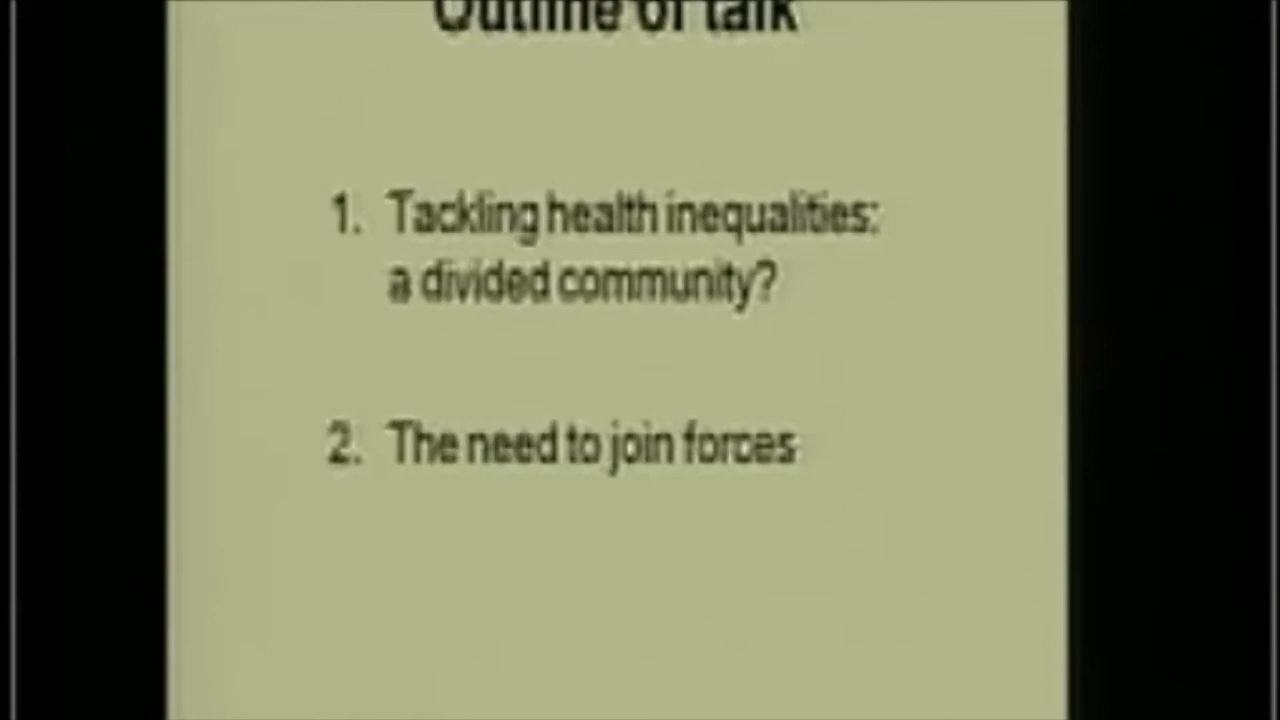 Outline of talk
1. Tackling health inequalities:
a divided community?
2. The need to join forces